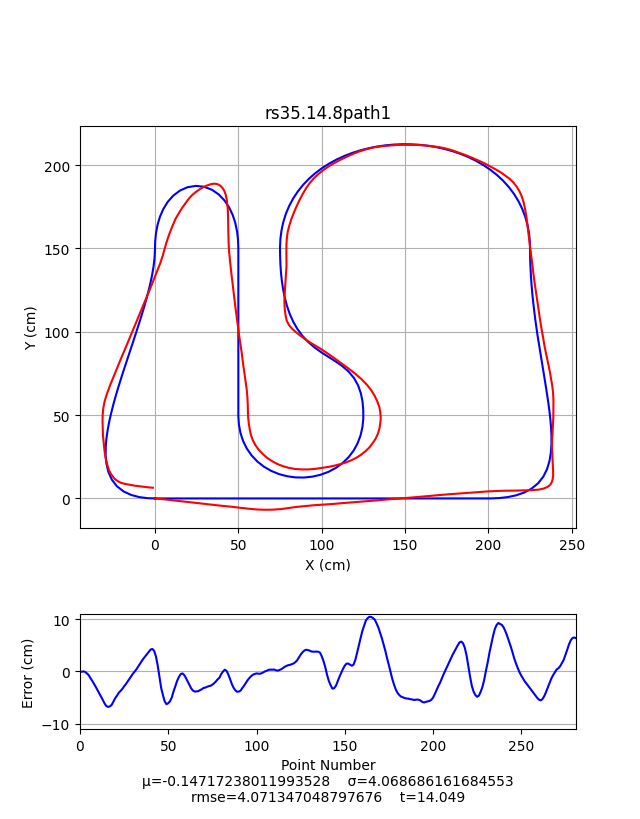 rs35.14.8path1
200
150
100
50
0
Y (cm)
0 50 100 150 200 250
X (cm)
10
0
−10
Error (cm)
0 50 100 150 200 250
Point Number
μ=-0.14717238011993528 σ=4.068686161684553
rmse=4.071347048797676 t=14.049